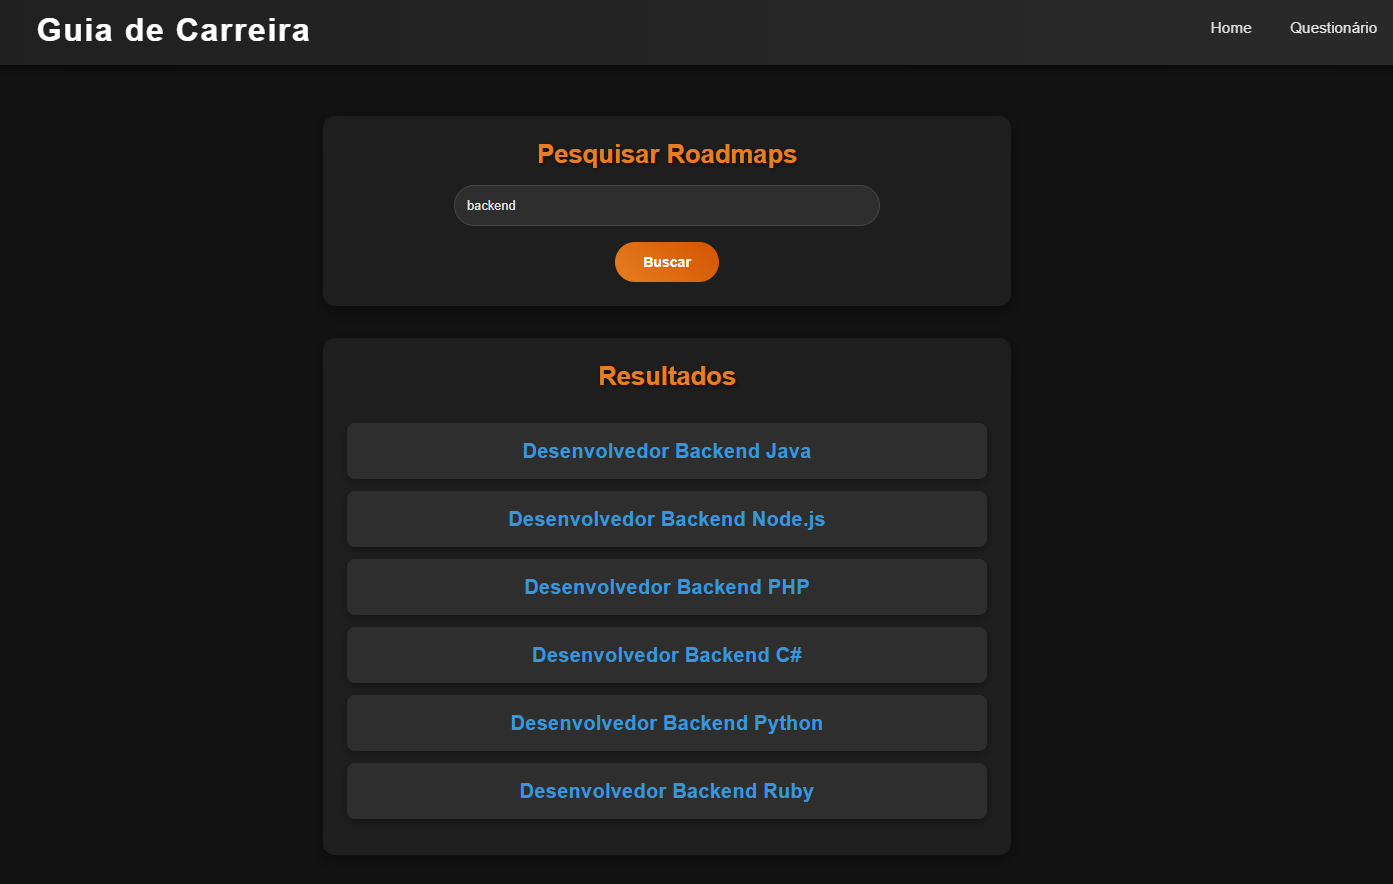 Guia de Carreira
Home
Questionário
Pesquisar Roadmaps
backend
Buscar
Resultados
Desenvolvedor Backend Java
Desenvolvedor Backend Node.js
Desenvolvedor Backend PHP
Desenvolvedor Backend C#
Desenvolvedor Backend Python
Desenvolvedor Backend Ruby